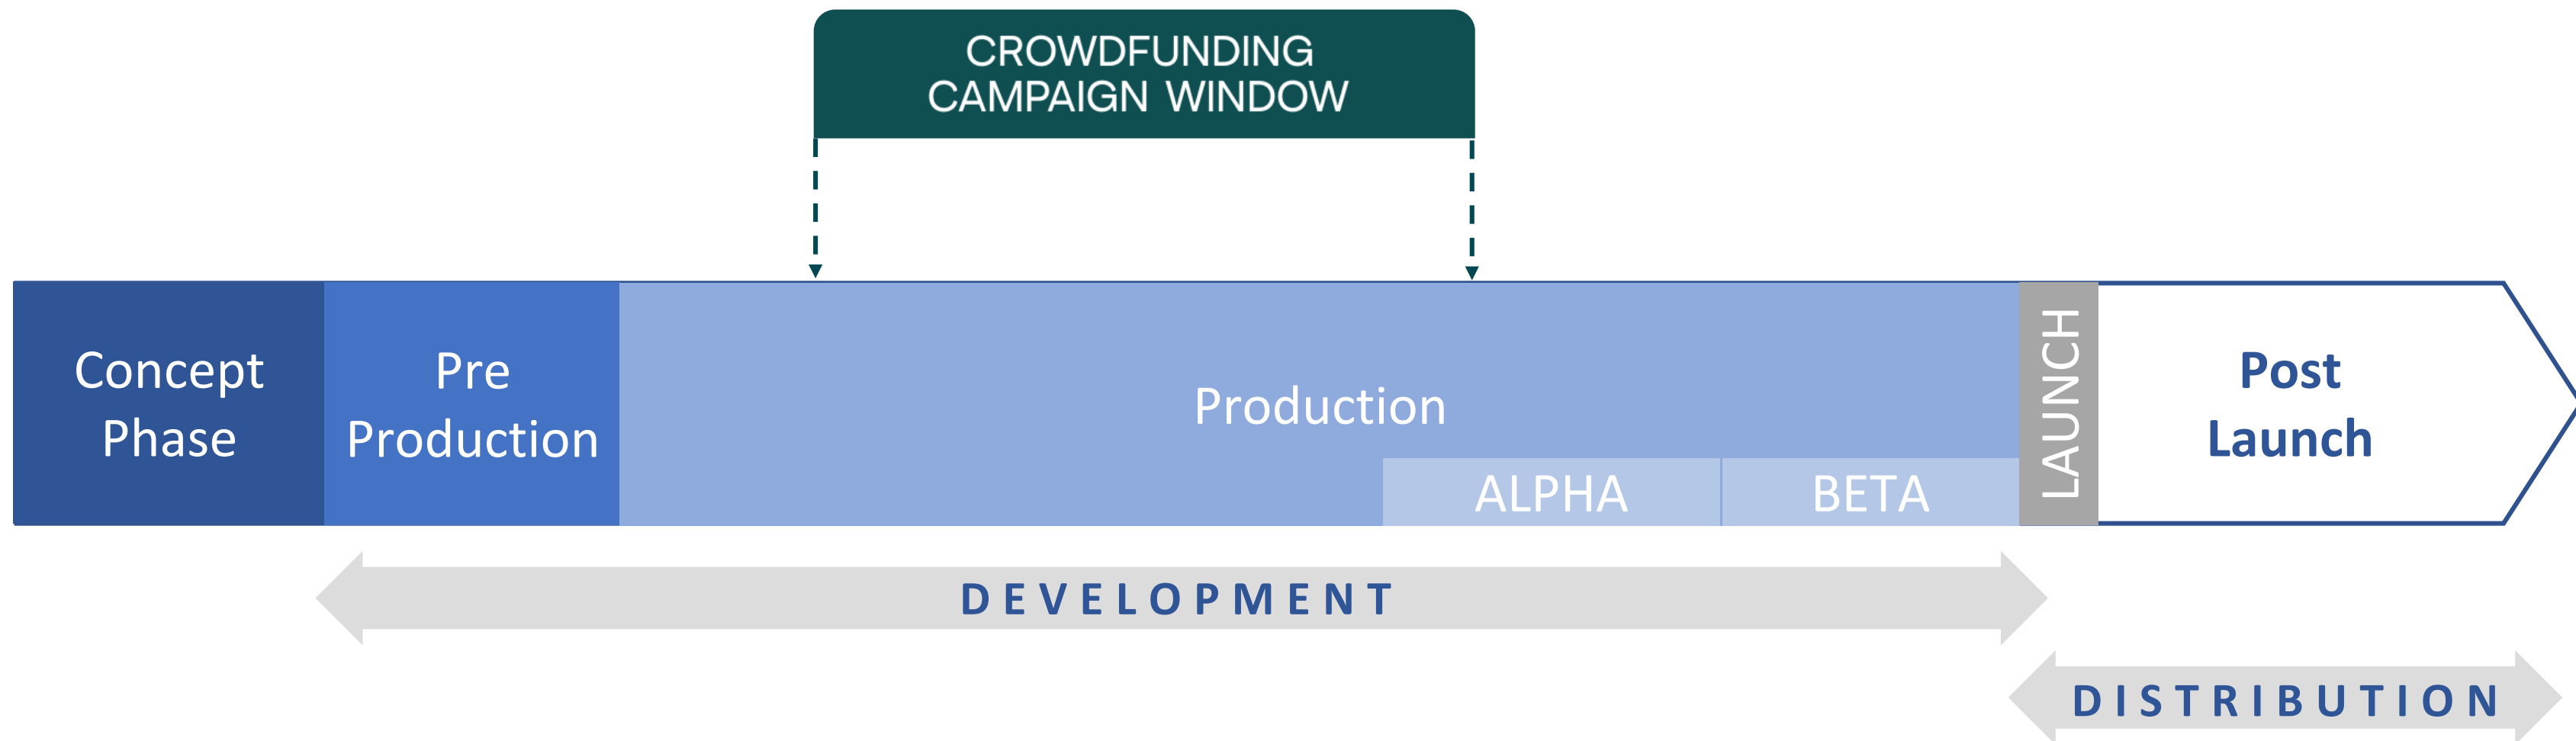 CROWDFUNDING
CAMPAIGN WINDOW
Concept
Phase
Pre
Production
Production
ALPHA
BETA
LAUNCH
Post
Launch
DEVELOPMENT
DISTRIBUTION